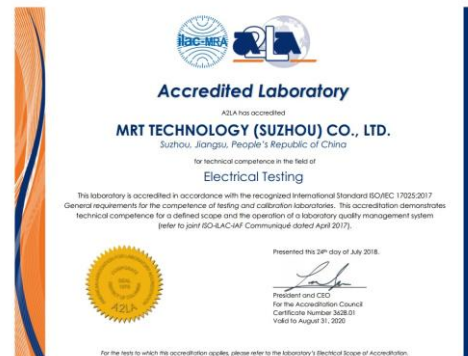 ilac-MRA
A2LA
Accredited Laboratory
A2LA has accredited
MRT TECHNOLOGY (SUZHOU) CO., LTD.
Suzhou, Jiangsu, People's Republic of China
for technical competence in the field of
Electrical Testing
This laboratory is accredited in accordance with the recognized International Standard ISO/IEC 17025:2017
General requirements for the competence of testing and calibration laboratories. This accreditation demonstrates
technical competence for a defined scope and the operation of a laboratory quality management system
(refer to joint ISO-ILAC-IAF Communiqué dated April 2017).
Presented this 24th day of July 2018.
President and CEO
For the Accreditation Council
Certificate Number 3628.01
Valid to August 31, 2020
A2LA
For the tests to which this accreditation applies, please refer to the laboratory's Electrical Scope of Accreditation.